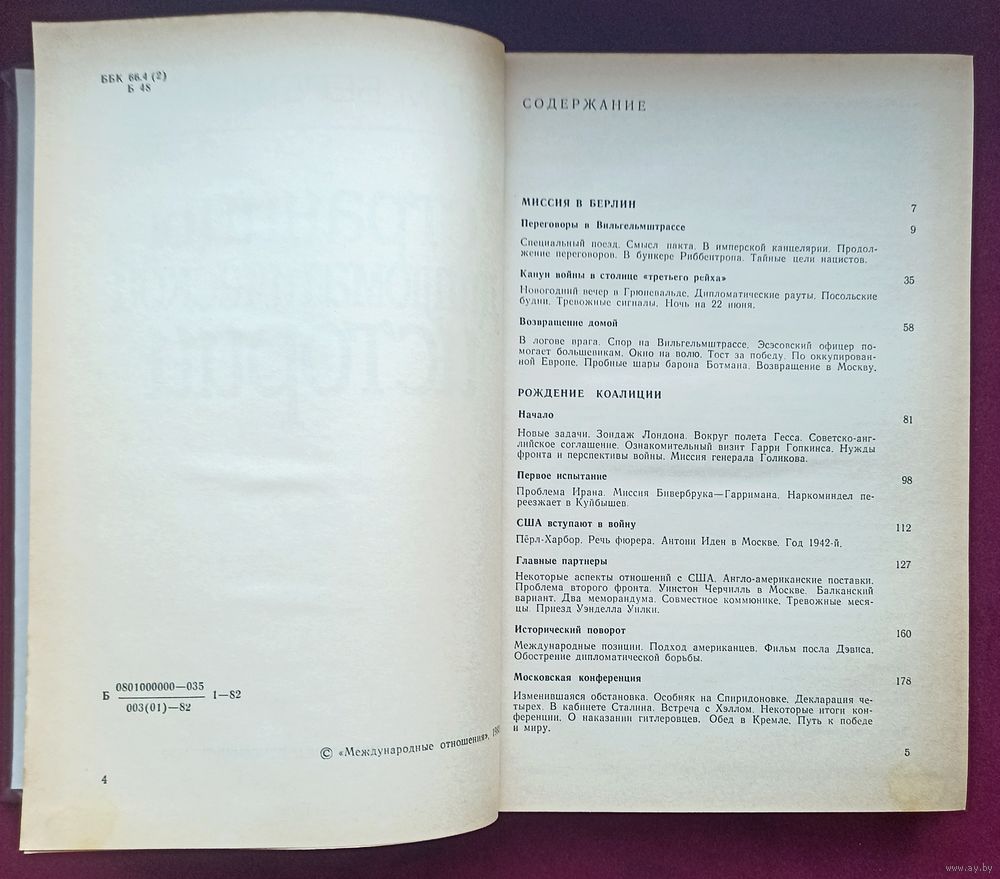 ББК 66.4 (2)
Б 48
Б 0801000000—035 1—82
003(01)—82
© «Международные отношения»,
4
СОДЕРЖАНИЕ
МИССИЯ В БЕРЛИН 7
Переговоры в Вильгельмштрассе 9
Специальный поезд. Смысл пакта. В имперской канцелярии. Продол-
жение переговоров. В бункере Риббентропа. Тайные цели нацистов.
Канун войны в столице «третьего рейха» 35
Новогодний вечер в Грюневальде. Дипломатические рауты. Посольские
будни. Тревожные сигналы. Ночь на 22 июня.
Возвращение домой 58
В логове врага. Спор на Вильгельмштрассе. Эсэсовский офицер по-
могает большевикам. Окно на волю. Тост за победу. По оккупирован-
ной Европе. Пробные шары барона Ботмана. Возвращение в Москву.
РОЖДЕНИЕ КОАЛИЦИИ
Начало 81
Новые задачи. Зондаж Лондона. Вокруг полета Гесса. Советско-анг-
лийское соглашение. Ознакомительный визит Гарри Гопкинса. Нужды
фронта и перспективы войны. Миссия генерала Голикова.
Первое испытание 98
Проблема Ирана. Миссия Бивербрука—Гарримана. Наркоминдел пе-
реезжает в Куйбышев.
США вступают в войну 112
Пёрл-Харбор. Речь фюрера. Антони Иден в Москве. Год 1942-й.
Главные партнеры 127
Некоторые аспекты отношений с США. Англо-американские поставки.
Проблема второго фронта. Уинстон Черчилль в Москве. Балканский
вариант. Два меморандума. Совместное коммюнике. Тревожные меся-
цы. Приезд Уэнделла Уилки.
Исторический поворот 160
Международные позиции. Подход американцев. Фильм посла Дэвиса.
Обострение дипломатической борьбы.
Московская конференция 178
Изменившаяся обстановка. Особняк на Спиридоновке. Декларация че-
тырех. В кабинете Сталина. Встреча с Хэллом. Некоторые итоги кон-
ференции. О наказании гитлеровцев. Обед в Кремле. Путь к победе
и миру.
5
www.ay.by